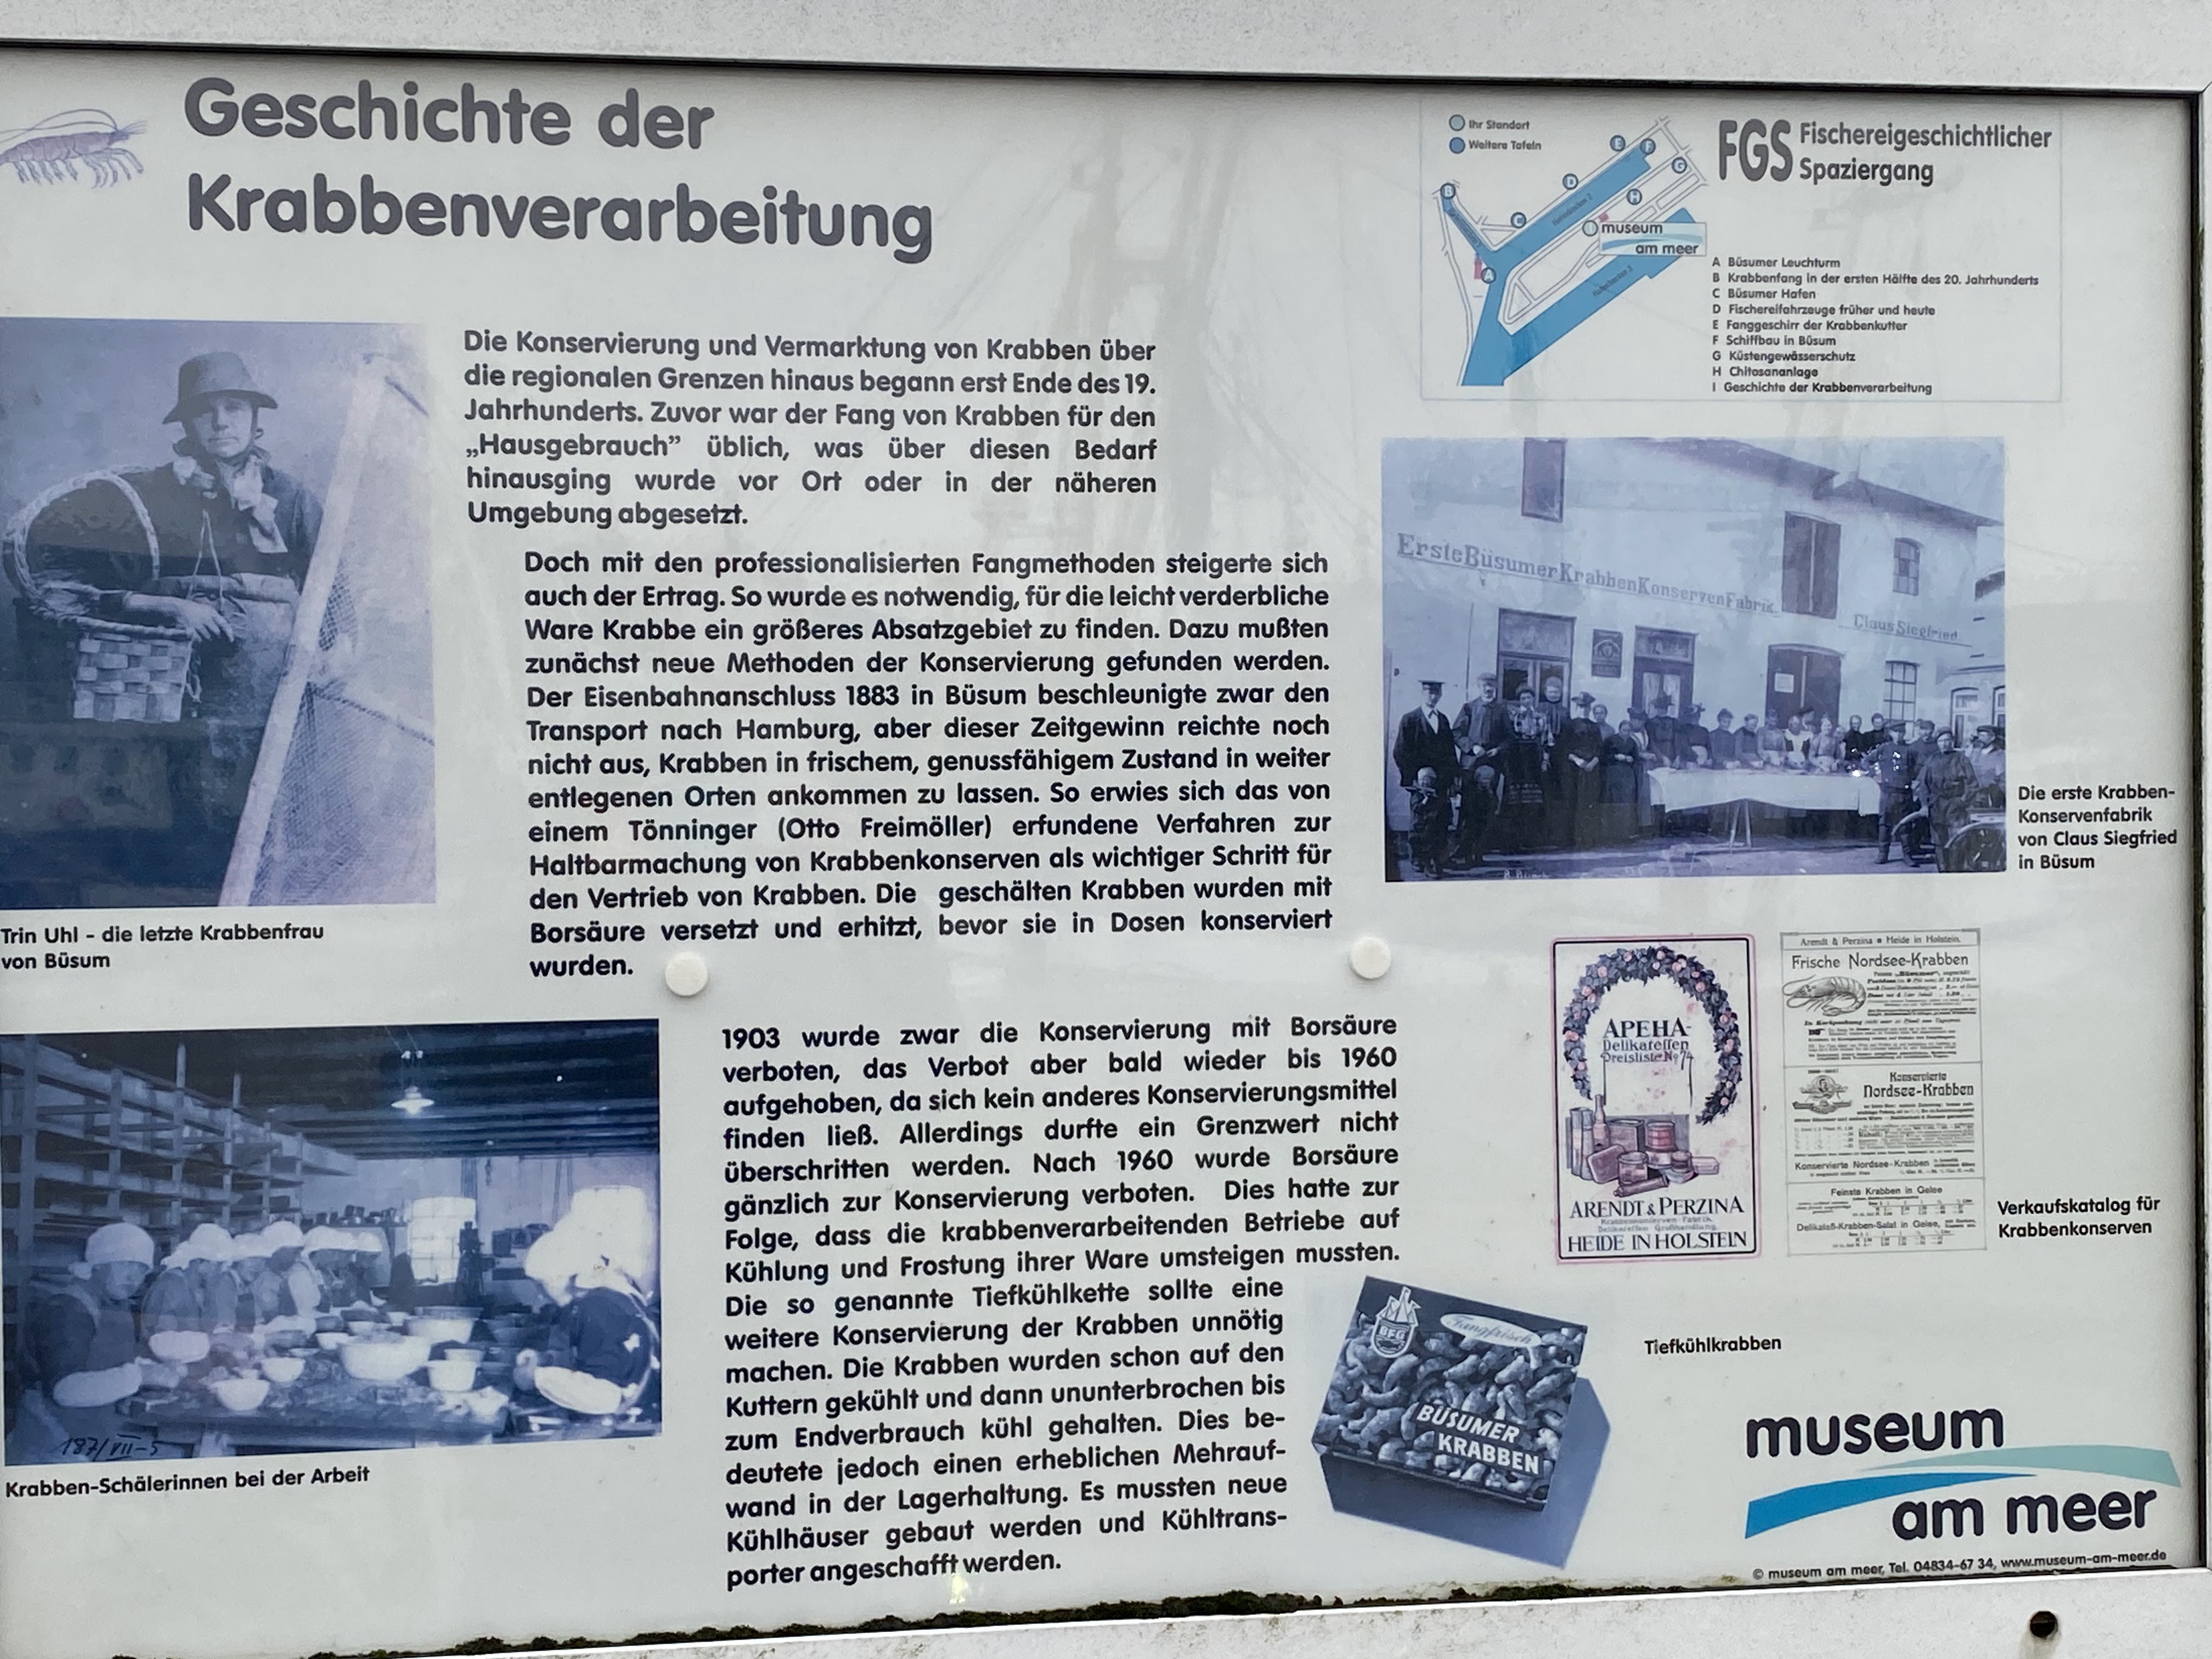 Geschichte der
Krabbenverarbeitung
Die Konservierung und Vermarktung von Krabben über
die regionalen Grenzen hinaus begann erst Ende des 19.
Jahrhunderts. Zuvor war der Fang von Krabben für den
„Hausgebrauch” üblich, was über diesen Bedarf
hinausging wurde vor Ort oder in der näheren
Umgebung abgesetzt.
Doch mit den professionalisierten Fangmethoden steigerte sich
auch der Ertrag. So wurde es notwendig, für die leicht verderbliche
Ware Krabbe ein größeres Absatzgebiet zu finden. Dazu mußten
zunächst neue Methoden der Konservierung gefunden werden.
Der Eisenbahnanschluss 1883 in Büsum beschleunigte zwar den
Transport nach Hamburg, aber dieser Zeitgewinn reichte noch
nicht aus, Krabben in frischem, genussfähigem Zustand in weiter
entlegenen Orten ankommen zu lassen. So erwies sich das von
einem Tönninger (Otto Freimöller) erfundene Verfahren zur
Haltbarmachung von Krabbenkonserven als wichtiger Schritt für
den Vertrieb von Krabben. Die geschälten Krabben wurden mit
Borsäure versetzt und erhitzt, bevor sie in Dosen konserviert
wurden.
Trin Uhl - die letzte Krabbenfrau
von Büsum
1903 wurde zwar die Konservierung mit Borsäure
verboten, das Verbot aber bald wieder bis 1960
aufgehoben, da sich kein anderes Konservierungsmittel
finden ließ. Allerdings durfte ein Grenzwert nicht
überschritten werden. Nach 1960 wurde Borsäure
gänzlich zur Konservierung verboten. Dies hatte zur
Folge, dass die krabbenverarbeitenden Betriebe auf
Kühlung und Frostung ihrer Ware umsteigen mussten.
Die so genannte Tiefkühlkette sollte eine
weitere Konservierung der Krabben unnötig
machen. Die Krabben wurden schon auf den
Kuttern gekühlt und dann ununterbrochen bis
zum Endverbrauch kühl gehalten. Dies be-
deutete jedoch einen erheblichen Mehrauf-
wand in der Lagerhaltung. Es mussten neue
Kühlhäuser gebaut werden und Kühltrans-
porter angeschafft werden.
187/VII-5
Krabben-Schälerinnen bei der Arbeit
Ihr Standort
Weitere Tafeln
B
C
D
E
F
G
H
I
A
museum
am meer
FGS Fischereigeschichtlicher
Spaziergang
A Büsumer Leuchturm
B Krabbenfang in der ersten Hälfte des 20. Jahrhunderts
C Büsumer Hafen
D Fischereifahrzeuge früher und heute
E Fanggeschirr der Krabbenkutter
F Schiffbau in Büsum
G Küstengewässerschutz
H Chitosananlage
I Geschichte der Krabbenverarbeitung
Erste Büsumer Krabben Konserven Fabrik
Claus Siegfried
Die erste Krabben-
Konservenfabrik
von Claus Siegfried
in Büsum
APEHA-
Delikatessen
Preisliste No 74
ARENDT & PERZINA
Krabbenkonserven-Fabrik
Delikatessen Großhandlung
HEIDE IN HOLSTEIN
Arendt & Perzina Heide in Holstein.
Frische Nordsee-Krabben
Konservierte
Nordsee-Krabben
Konservierte Nordsee-Krabben
Feinste Krabben in Gelee
Delikateß-Krabben-Salat in Gelee,
Verkaufskatalog für
Krabbenkonserven
BFG
Fangfrisch
BÜSUMER
KRABBEN
Tiefkühlkrabben
museum
am meer
© museum am meer, Tel. 04834-67 34, www.museum-am-meer.de